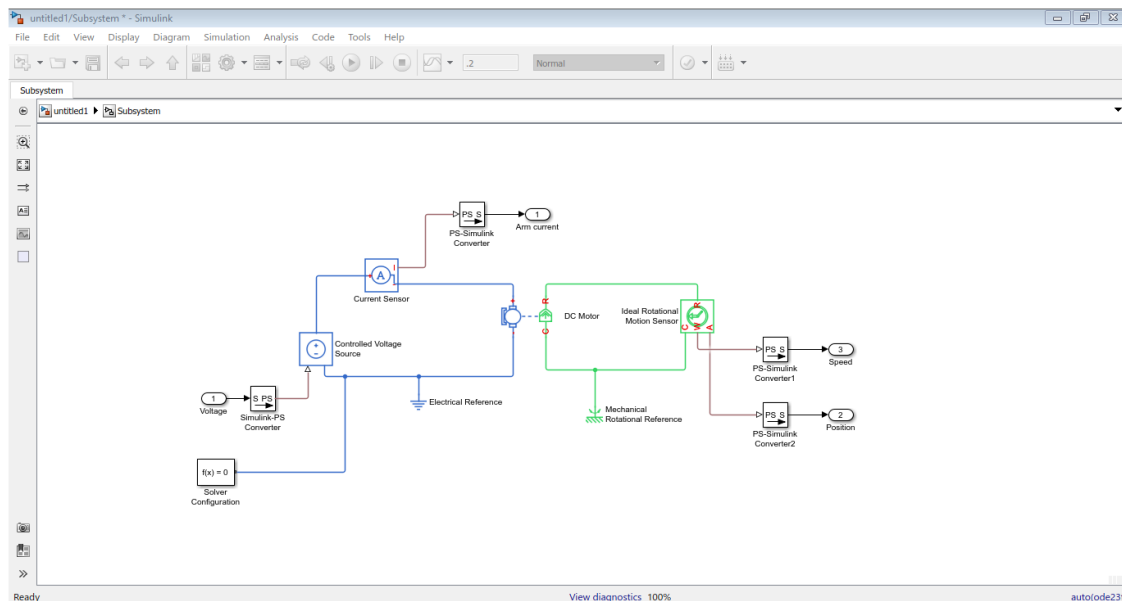 untitled1/Subsystem * - Simulink
File Edit View Display Diagram Simulation Analysis Code Tools Help
.2 Normal
Subsystem
untitled1 Subsystem
PS S
PS-Simulink
Converter
1
Arm current
A
I
Current Sensor
Controlled Voltage
Source
1
Voltage
S PS
Simulink-PS
Converter
Electrical Reference
f(x) = 0
Solver
Configuration
R
C
DC Motor
Ideal Rotational
Motion Sensor
R
C W A
Mechanical
Rotational Reference
PS S
PS-Simulink
Converter1
3
Speed
PS S
PS-Simulink
Converter2
2
Position
Ready View diagnostics 100%